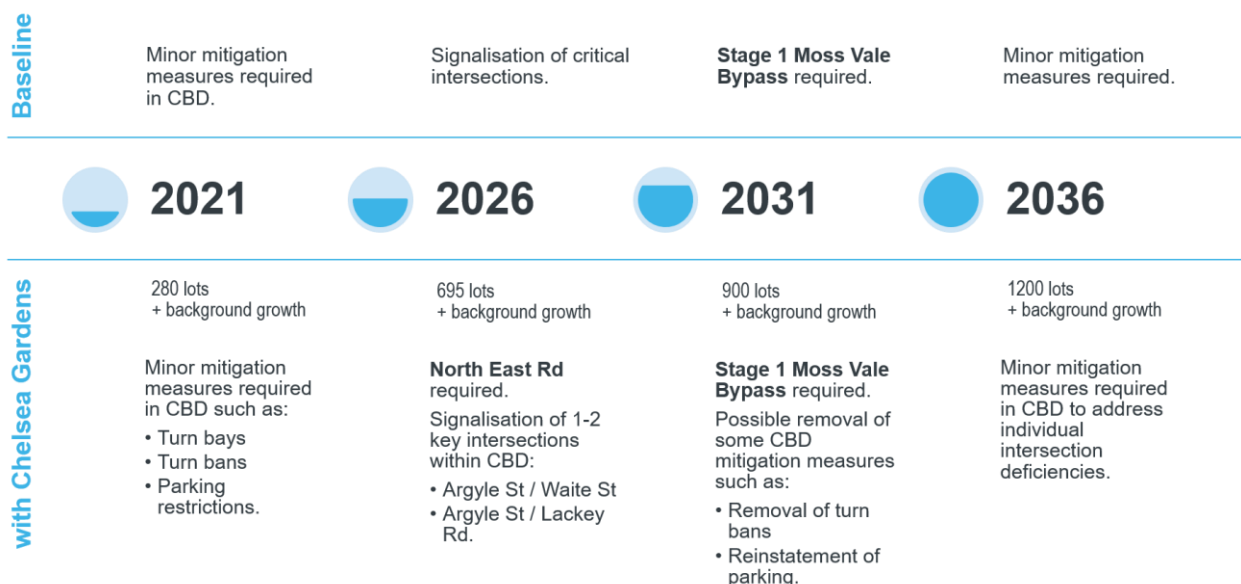 Baseline
Minor mitigation
measures required
in CBD.
Signalisation of critical
intersections.
Stage 1 Moss Vale
Bypass required.
Minor mitigation
measures required.
2021
2026
2031
2036
with Chelsea Gardens
280 lots
+ background growth
695 lots
+ background growth
900 lots
+ background growth
1200 lots
+ background growth
Minor mitigation
measures required
in CBD such as:
• Turn bays
• Turn bans
• Parking
restrictions.
North East Rd
required.
Signalisation of 1-2
key intersections
within CBD:
• Argyle St / Waite St
• Argyle St / Lackey
Rd.
Stage 1 Moss Vale
Bypass required.
Possible removal of
some CBD
mitigation measures
such as:
• Removal of turn
bans
• Reinstatement of
parking.
Minor mitigation
measures required
in CBD to address
individual
intersection
deficiencies.